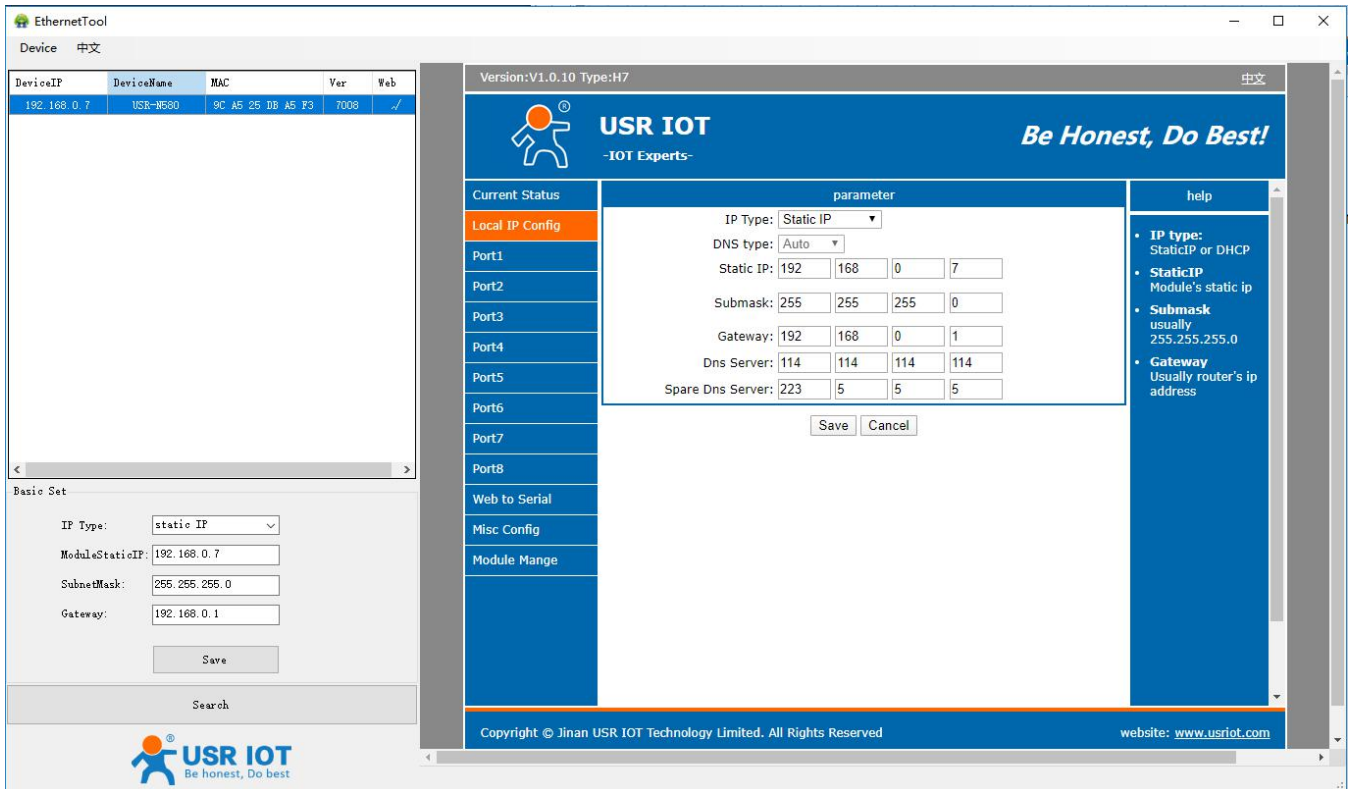 EthernetTool
Device 中文
DeviceIP DeviceName MAC Ver Web
192.168.0.7 USR-N580 9C A5 25 DB A5 F3 7008 √
Basic Set
IP Type: static IP
ModuleStaticIP: 192.168.0.7
SubnetMask: 255.255.255.0
Gateway: 192.168.0.1
Save
Search
® USR IOT
Be honest, Do best
Version:V1.0.10 Type:H7 中文
®
USR IOT
-IOT Experts-
Be Honest, Do Best!
Current Status
Local IP Config
Port1
Port2
Port3
Port4
Port5
Port6
Port7
Port8
Web to Serial
Misc Config
Module Mange
parameter
IP Type: Static IP
DNS type: Auto
Static IP: 192 168 0 7
Submask: 255 255 255 0
Gateway: 192 168 0 1
Dns Server: 114 114 114 114
Spare Dns Server: 223 5 5 5
Save Cancel
help
• IP type:
StaticIP or DHCP
• StaticIP
Module's static ip
• Submask
usually
255.255.255.0
• Gateway
Usually router's ip
address
Copyright © Jinan USR IOT Technology Limited. All Rights Reserved website: www.usriot.com